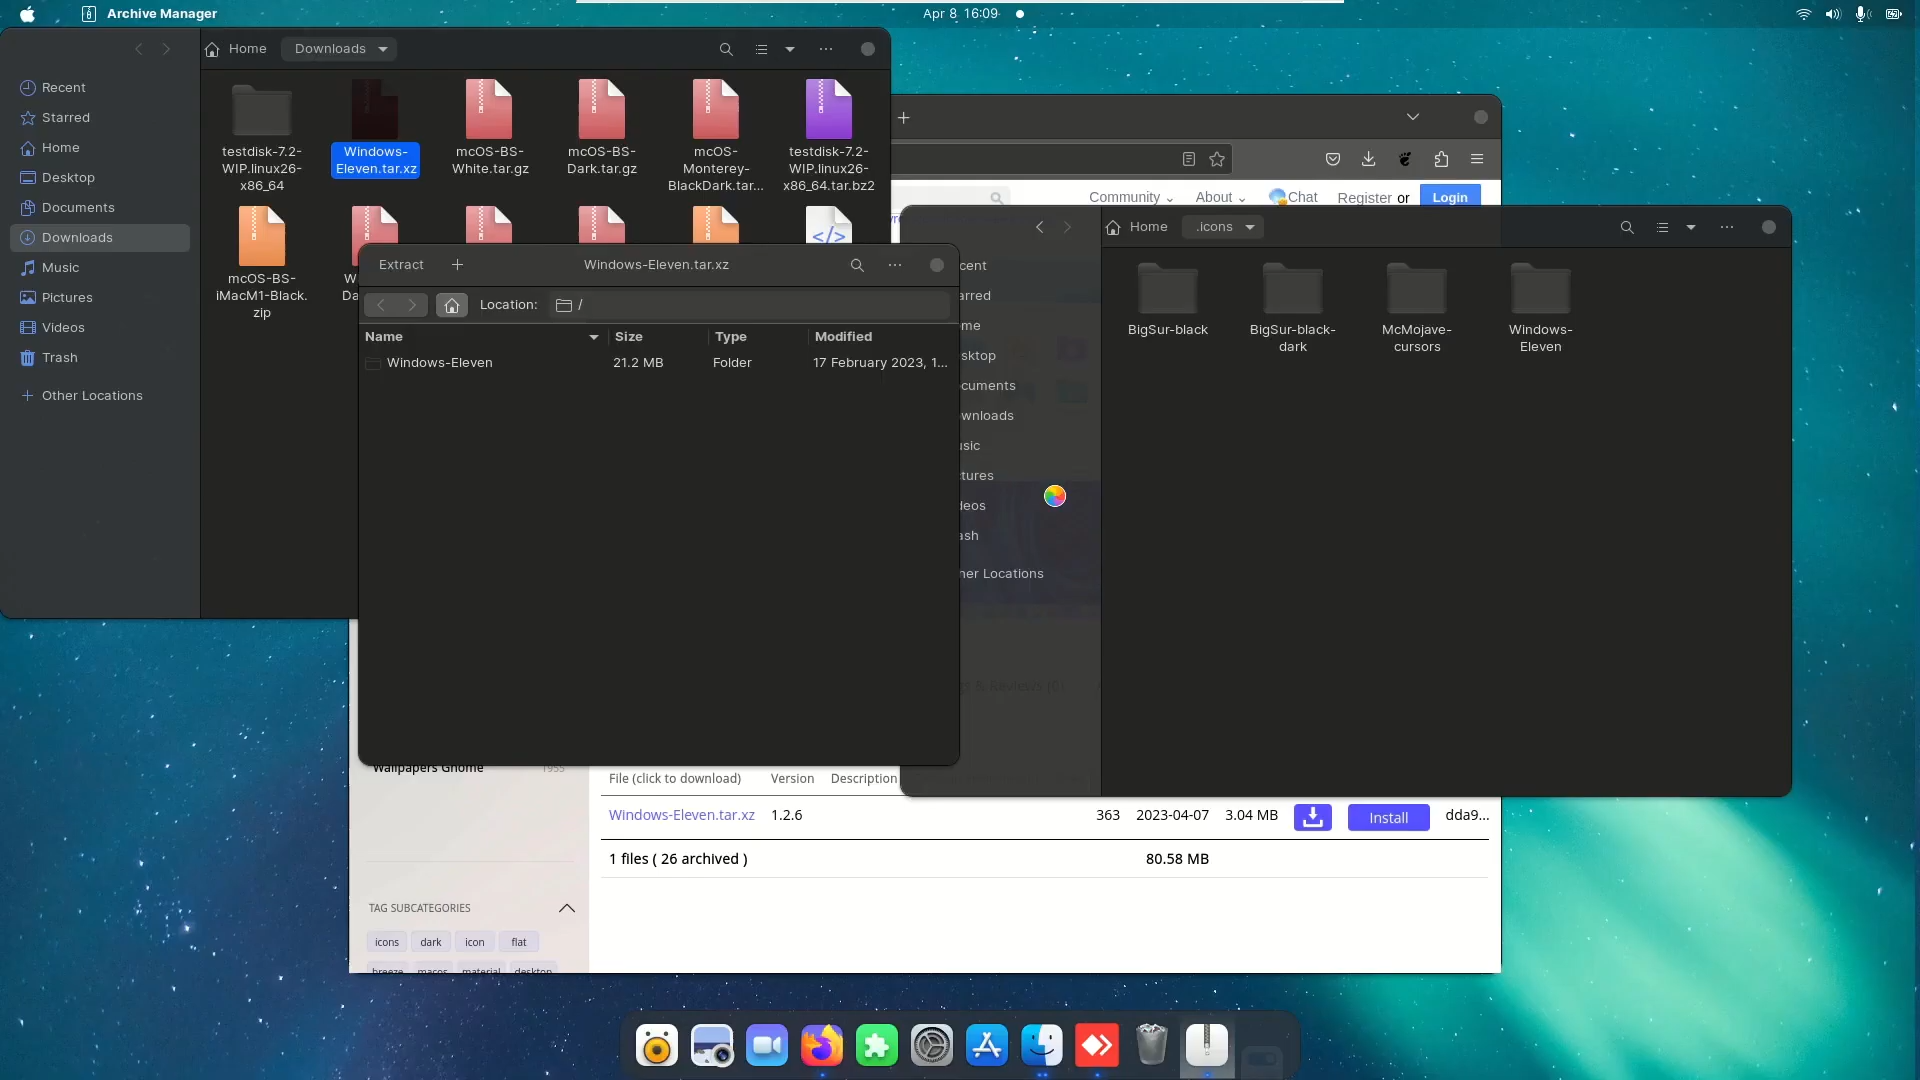 Archive Manager
Apr 8 16:09
Home
Downloads
Recent
Starred
Home
Desktop
Documents
Downloads
Music
Pictures
Videos
Trash
Other Locations
testdisk-7.2-
WIP.linux26-
x86_64
Windows-
Eleven.tar.xz
mcOS-BS-
White.tar.gz
mcOS-BS-
Dark.tar.gz
mcOS-
Monterey-
BlackDark.tar...
testdisk-7.2-
WIP.linux26-
x86_64.tar.bz2
mcOS-BS-
iMacM1-Black.
zip
Extract
Windows-Eleven.tar.xz
Location:
/
Name
Size
Type
Modified
Windows-Eleven
21.2 MB
Folder
17 February 2023, 1...
Community
About
Chat
Register or
Login
Home
.icons
cent
arred
me
sktop
cuments
wnloads
sic
tures
deos
ash
her Locations
BigSur-black
BigSur-black-
dark
McMojave-
cursors
Windows-
Eleven
Wallpapers Gnome
1955
File (click to download)
Version
Description
Windows-Eleven.tar.xz
1.2.6
363
2023-04-07
3.04 MB
Install
dda9...
1 files ( 26 archived )
80.58 MB
TAG SUBCATEGORIES
icons
dark
icon
flat
breeze
macos
material
desktop